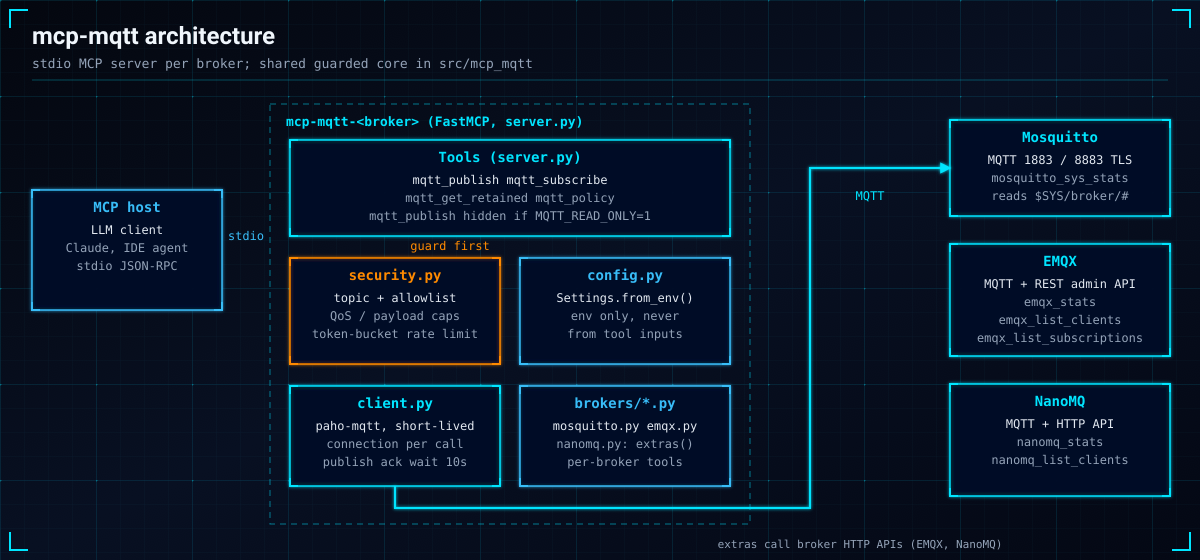 mcp-mqtt architecture
stdio MCP server per broker; shared guarded core in src/mcp_mqtt
MCP host
LLM client
Claude, IDE agent
stdio JSON-RPC
stdio
mcp-mqtt-<broker> (FastMCP, server.py)
Tools (server.py)
mqtt_publish mqtt_subscribe
mqtt_get_retained mqtt_policy
mqtt_publish hidden if MQTT_READ_ONLY=1
guard first
security.py
topic + allowlist
QoS / payload caps
token-bucket rate limit
config.py
Settings.from_env()
env only, never
from tool inputs
client.py
paho-mqtt, short-lived
connection per call
publish ack wait 10s
brokers/*.py
mosquitto.py emqx.py
nanomq.py: extras()
per-broker tools
MQTT
Mosquitto
MQTT 1883 / 8883 TLS
mosquitto_sys_stats
reads $SYS/broker/#
EMQX
MQTT + REST admin API
emqx_stats
emqx_list_clients
emqx_list_subscriptions
NanoMQ
MQTT + HTTP API
nanomq_stats
nanomq_list_clients
extras call broker HTTP APIs (EMQX, NanoMQ)